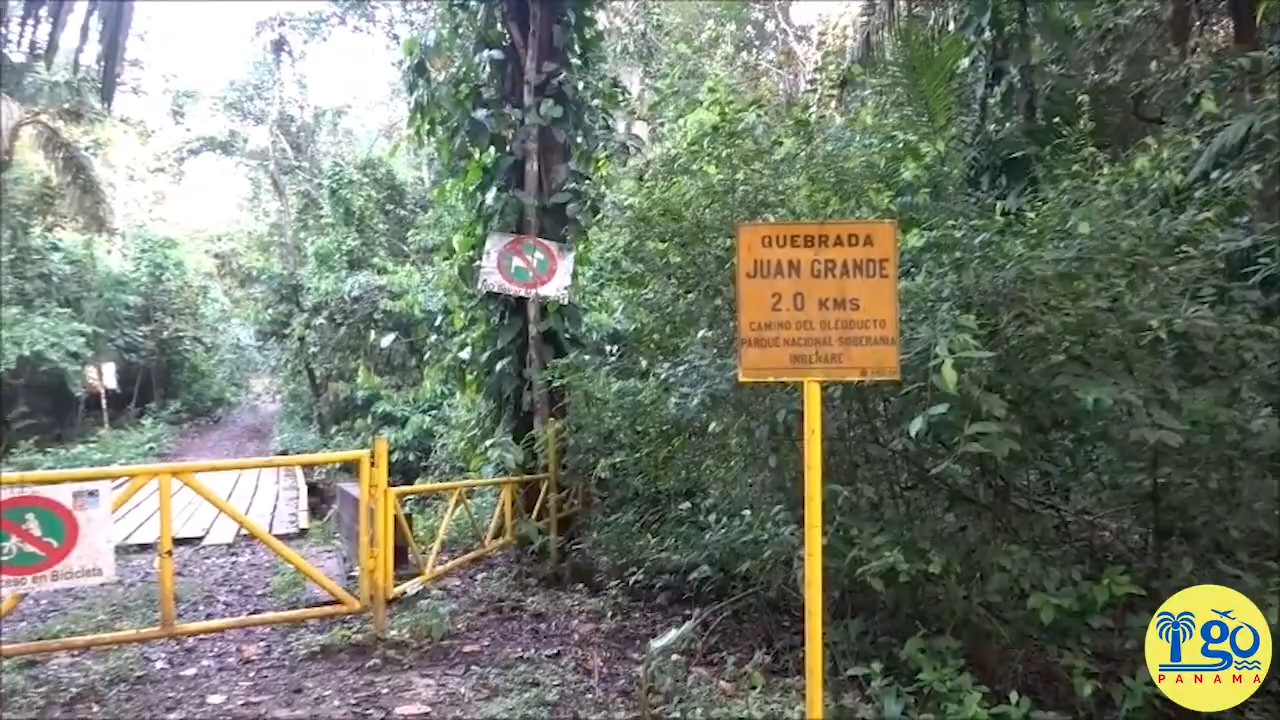 QUEBRADA
JUAN GRANDE
2.0 KMS
CAMINO DEL OLEODUCTO
PARQUE NACIONAL SOBERANIA
INRENARE
en Bicicleta
go
PANAMA